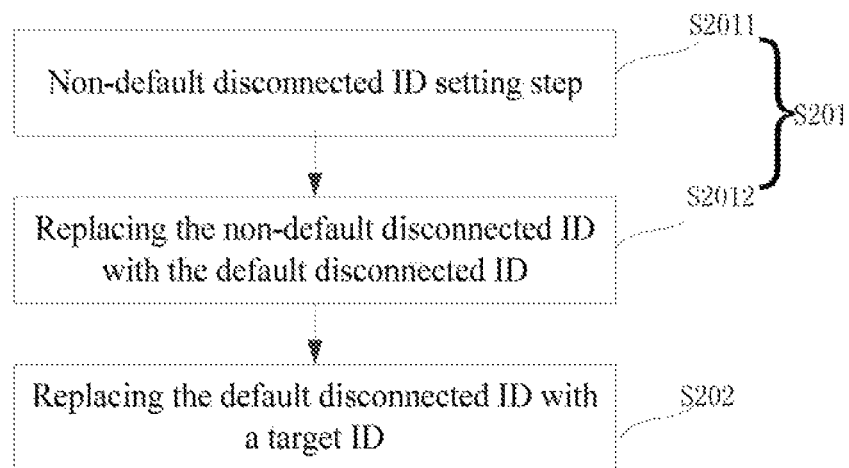 S2011
Non-default disconnected ID setting step
S201
S2012
Replacing the non-default disconnected ID
with the default disconnected ID
Replacing the default disconnected ID with
a target ID
S202